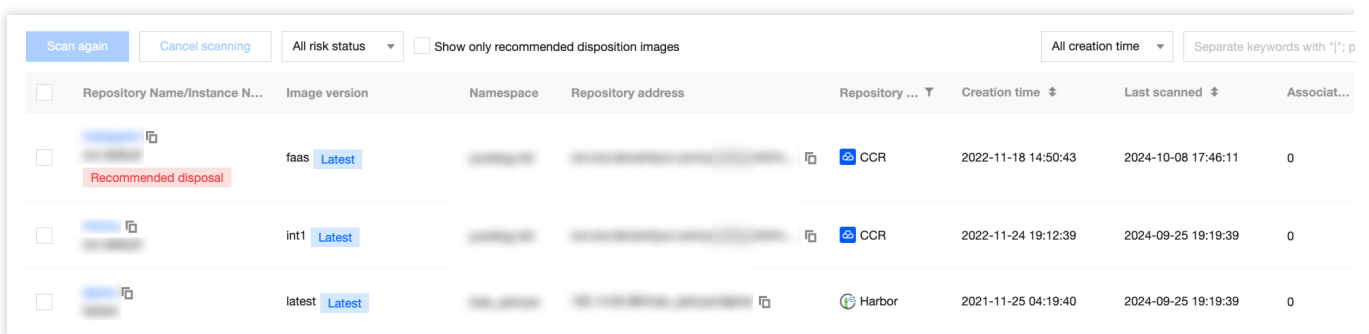 Scan again Cancel scanning All risk status Show only recommended disposition images All creation time Separate keywords with "|"; p
Repository Name/Instance N... Image version Namespace Repository address Repository ... Creation time Last scanned Associat...
faas Latest CCR 2022-11-18 14:50:43 2024-10-08 17:46:11 0
Recommended disposal
int1 Latest CCR 2022-11-24 19:12:39 2024-09-25 19:19:39 0
latest Latest Harbor 2021-11-25 04:19:40 2024-09-25 19:19:39 0